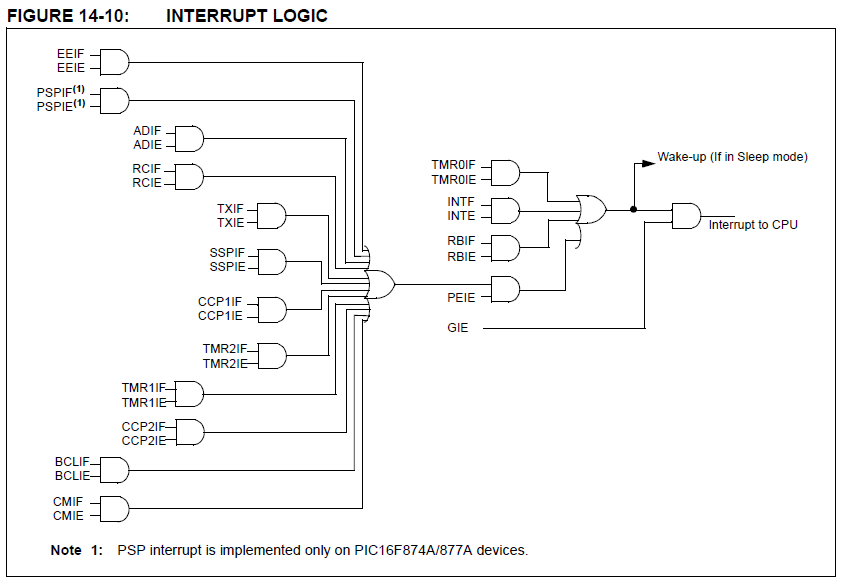 FIGURE 14-10: INTERRUPT LOGIC
EEIF
EEIE
PSPIF(1)
PSPIE(1)
ADIF
ADIE
RCIF
RCIE
TXIF
TXIE
SSPIF
SSPIE
CCP1IF
CCP1IE
TMR2IF
TMR2IE
TMR1IF
TMR1IE
CCP2IF
CCP2IE
BCLIF
BCLIE
CMIF
CMIE
TMR0IF
TMR0IE
INTF
INTE
RBIF
RBIE
PEIE
GIE
Wake-up (If in Sleep mode)
Interrupt to CPU
Note 1: PSP interrupt is implemented only on PIC16F874A/877A devices.